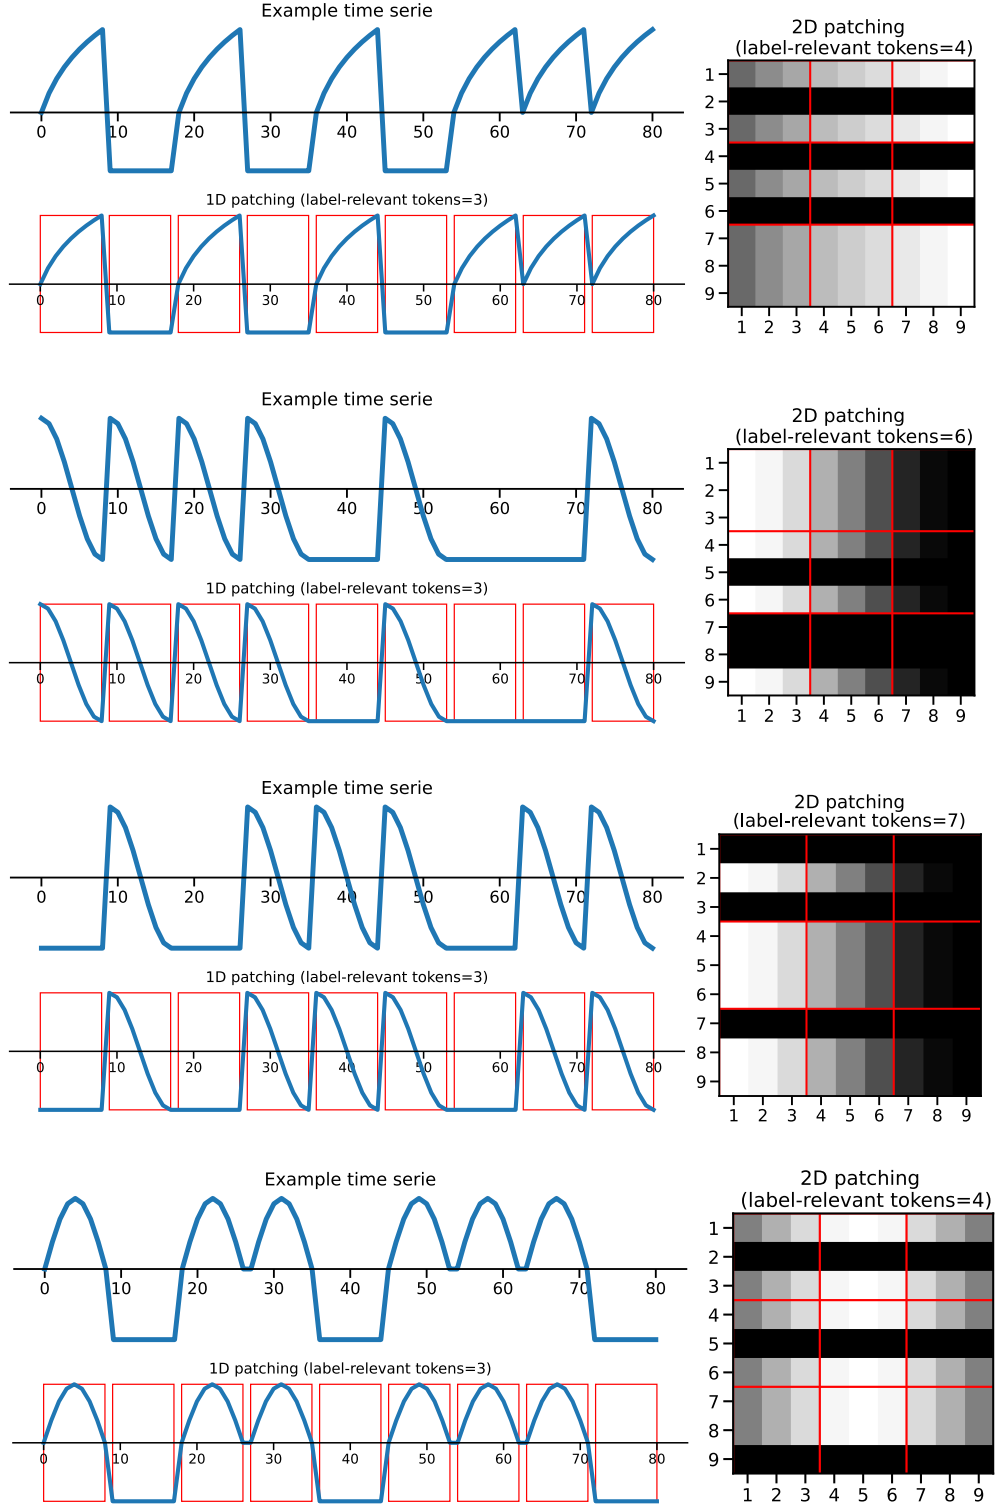 Example time serie
0 10 20 30 40 50 60 70 80
1D patching (label-relevant tokens=3)
0 10 20 30 40 50 60 70 80
2D patching
(label-relevant tokens=4)
1
2
3
4
5
6
7
8
9
1 2 3 4 5 6 7 8 9
Example time serie
0 10 20 30 40 50 60 70 80
1D patching (label-relevant tokens=3)
0 10 20 30 40 50 60 70 80
2D patching
(label-relevant tokens=6)
1
2
3
4
5
6
7
8
9
1 2 3 4 5 6 7 8 9
Example time serie
0 10 20 30 40 50 60 70 80
1D patching (label-relevant tokens=3)
0 10 20 30 40 50 60 70 80
2D patching
(label-relevant tokens=7)
1
2
3
4
5
6
7
8
9
1 2 3 4 5 6 7 8 9
Example time serie
0 10 20 30 40 50 60 70 80
1D patching (label-relevant tokens=3)
0 10 20 30 40 50 60 70 80
2D patching
(label-relevant tokens=4)
1
2
3
4
5
6
7
8
9
1 2 3 4 5 6 7 8 9